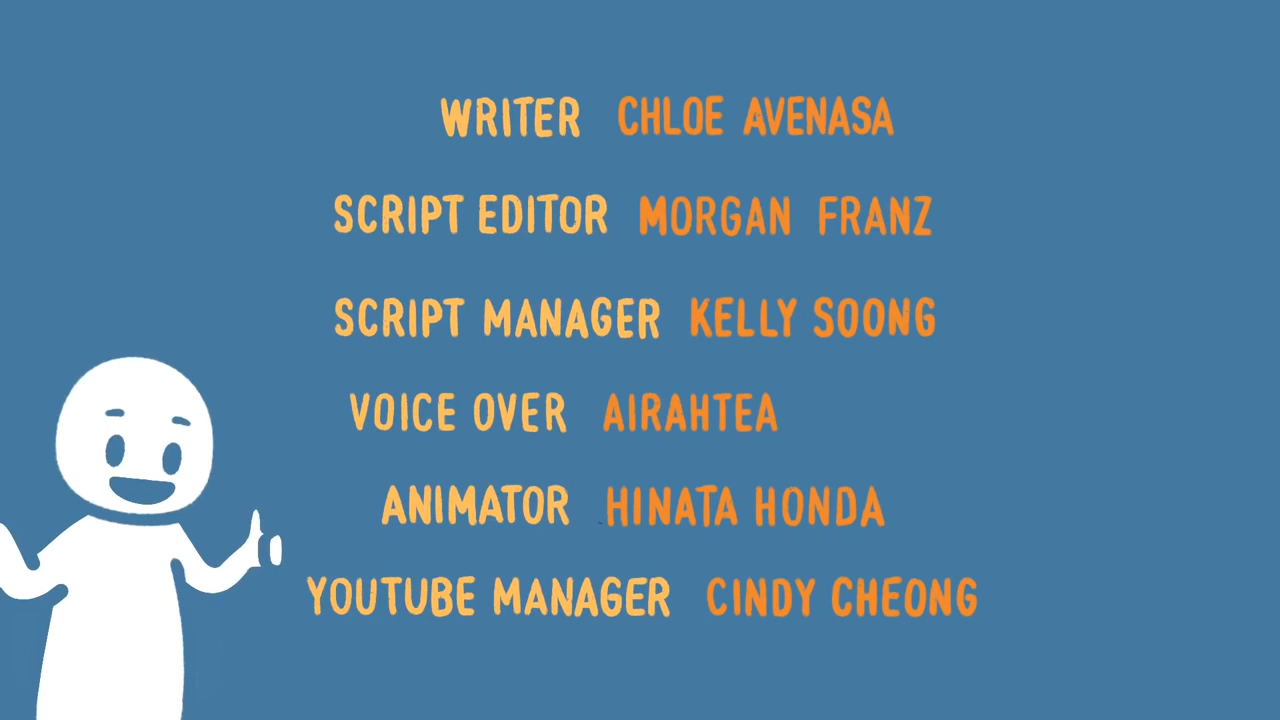 WRITER CHLOE AVENASA
SCRIPT EDITOR MORGAN FRANZ
SCRIPT MANAGER KELLY SOONG
VOICE OVER AIRAHTEA
ANIMATOR HINATA HONDA
YOUTUBE MANAGER CINDY CHEONG